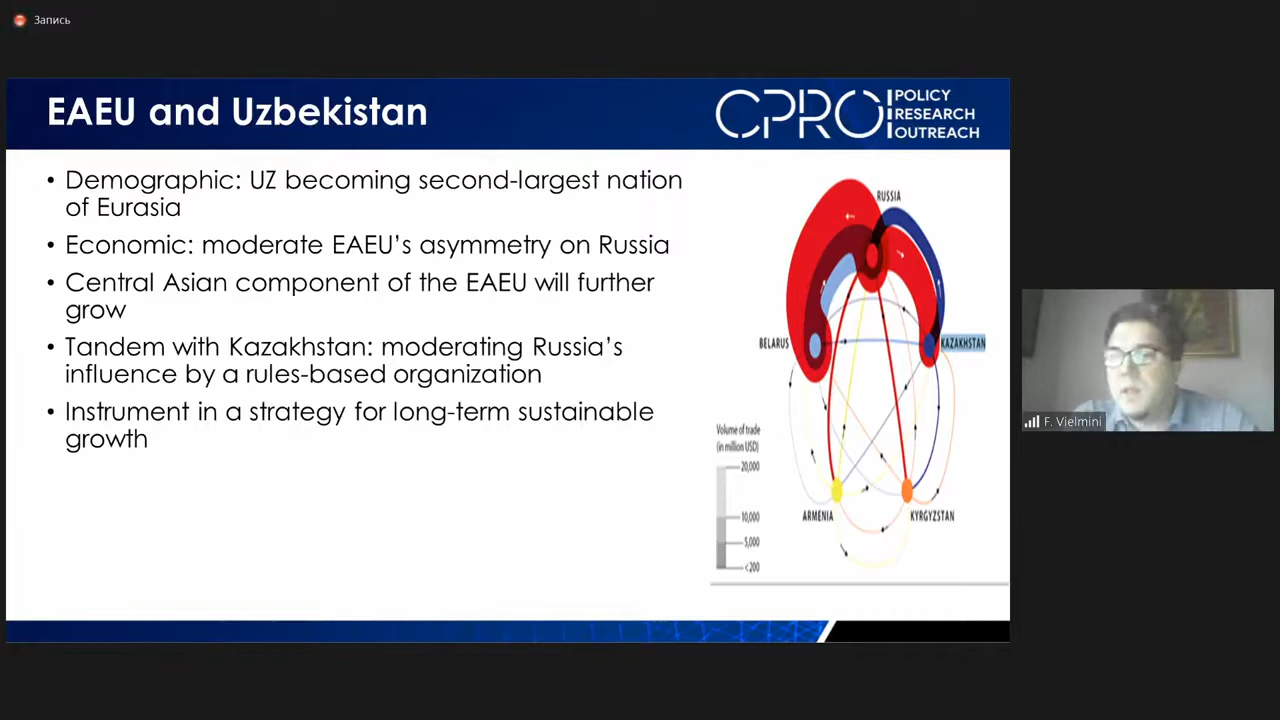 Запись
EAEU and Uzbekistan
CPRO
POLICY
RESEARCH
OUTREACH
• Demographic: UZ becoming second-largest nation
of Eurasia
• Economic: moderate EAEU’s asymmetry on Russia
• Central Asian component of the EAEU will further
grow
• Tandem with Kazakhstan: moderating Russia’s
influence by a rules-based organization
• Instrument in a strategy for long-term sustainable
growth
RUSSIA
BELARUS
KAZAKHSTAN
Volume of trade
(in million USD)
20,000
10,000
5,000
<200
ARMENIA
KYRGYZSTAN
F. Vielmini